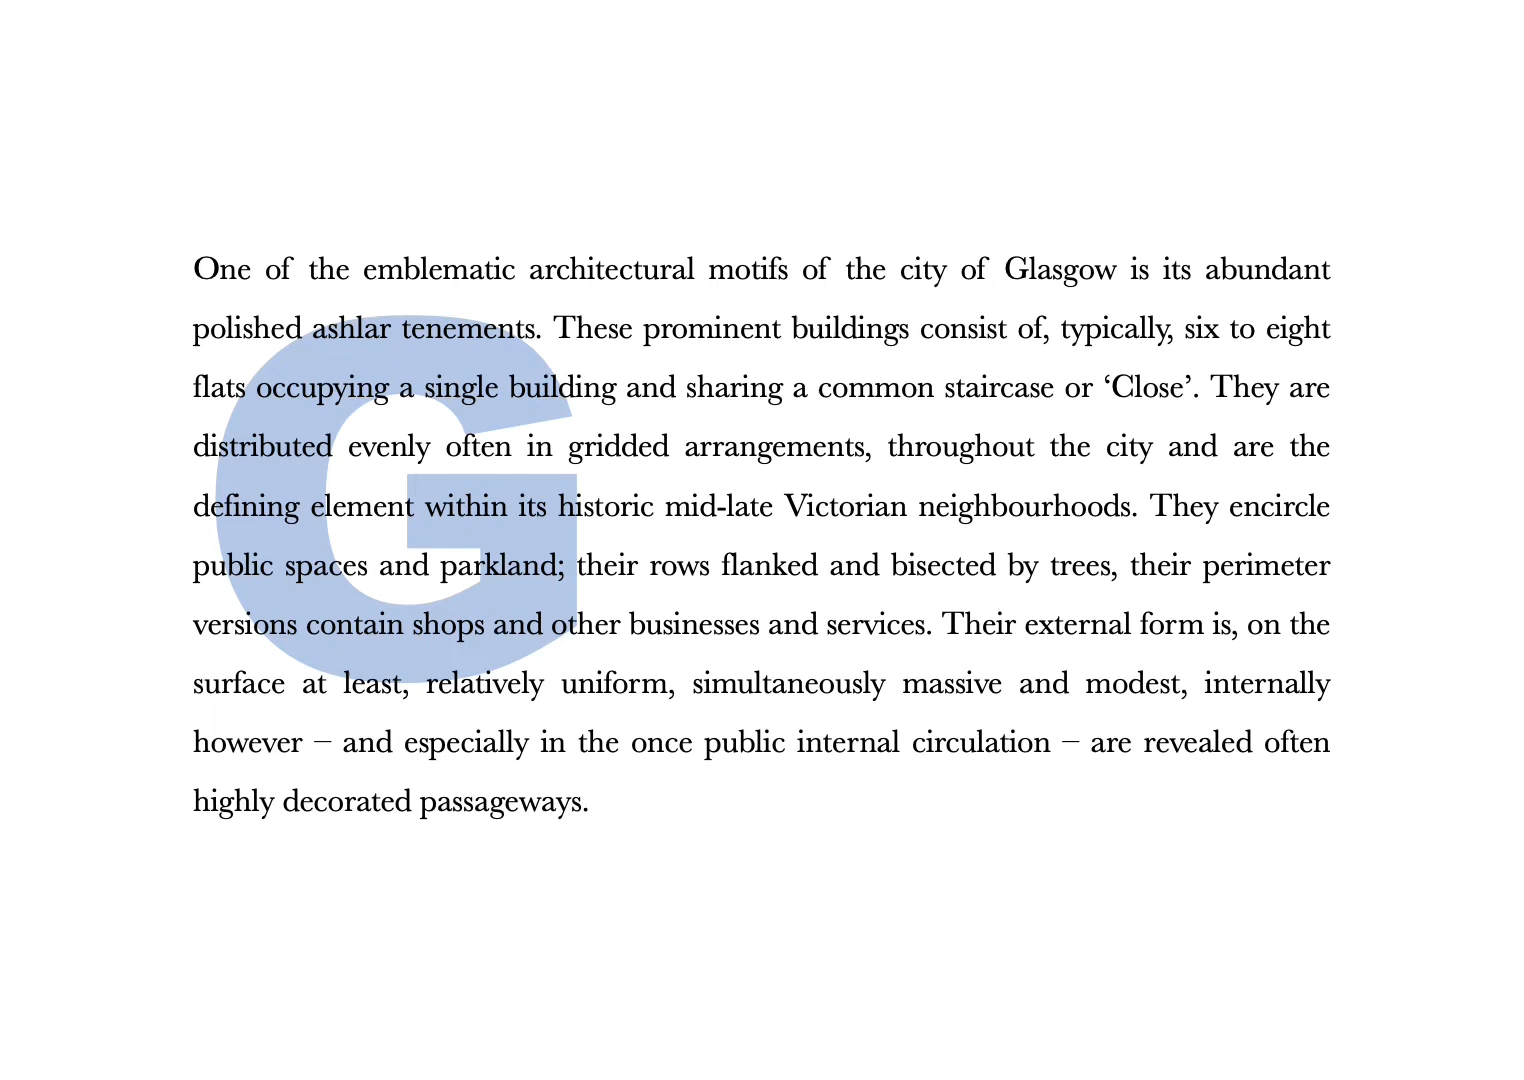 One of the emblematic architectural motifs of the city of Glasgow is its abundant
polished ashlar tenements. These prominent buildings consist of, typically, six to eight
flats occupying a single building and sharing a common staircase or ‘Close’. They are
distributed evenly often in gridded arrangements, throughout the city and are the
defining element within its historic mid-late Victorian neighbourhoods. They encircle
public spaces and parkland; their rows flanked and bisected by trees, their perimeter
versions contain shops and other businesses and services. Their external form is, on the
surface at least, relatively uniform, simultaneously massive and modest, internally
however – and especially in the once public internal circulation – are revealed often
highly decorated passageways.
G